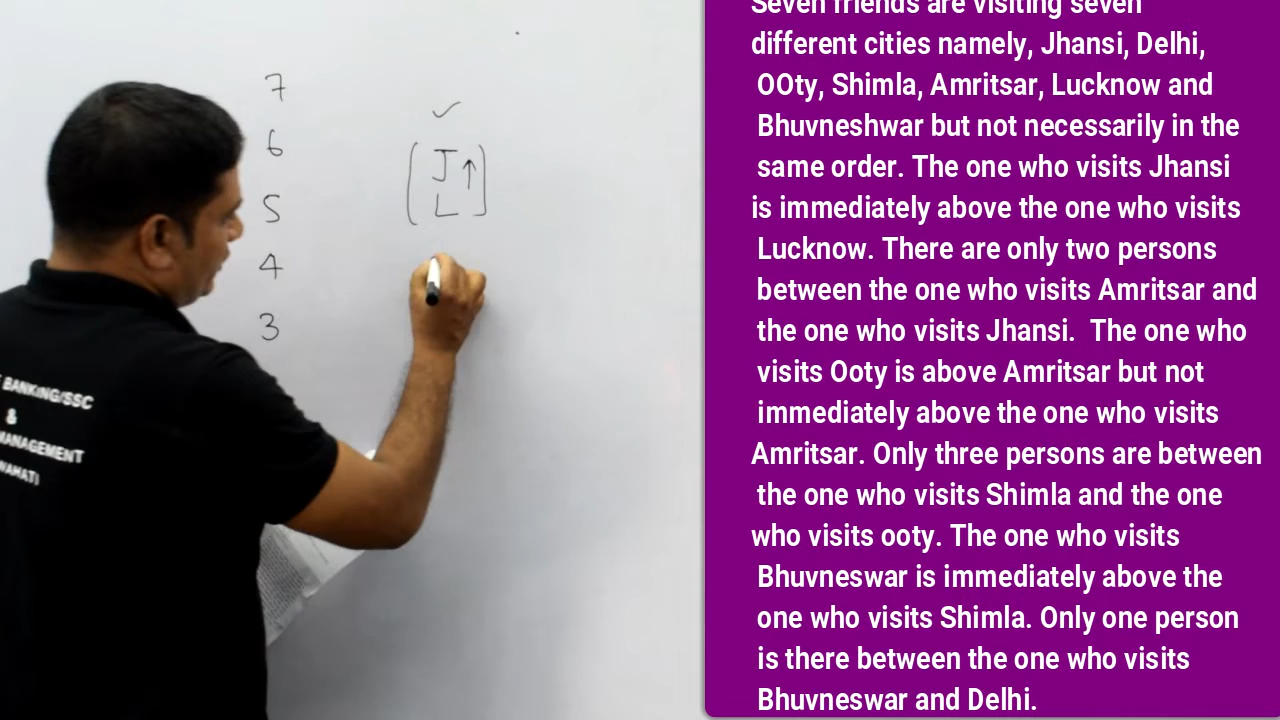 7
6
5
4
3
✓
J↑
L
BANKING/SSC
&
MANAGEMENT
Seven friends are visiting seven
different cities namely, Jhansi, Delhi,
OOty, Shimla, Amritsar, Lucknow and
Bhuvneshwar but not necessarily in the
same order. The one who visits Jhansi
is immediately above the one who visits
Lucknow. There are only two persons
between the one who visits Amritsar and
the one who visits Jhansi.  The one who
visits Ooty is above Amritsar but not
immediately above the one who visits
Amritsar. Only three persons are between
the one who visits Shimla and the one
who visits ooty. The one who visits
Bhuvneswar is immediately above the
one who visits Shimla. Only one person
is there between the one who visits
Bhuvneswar and Delhi.